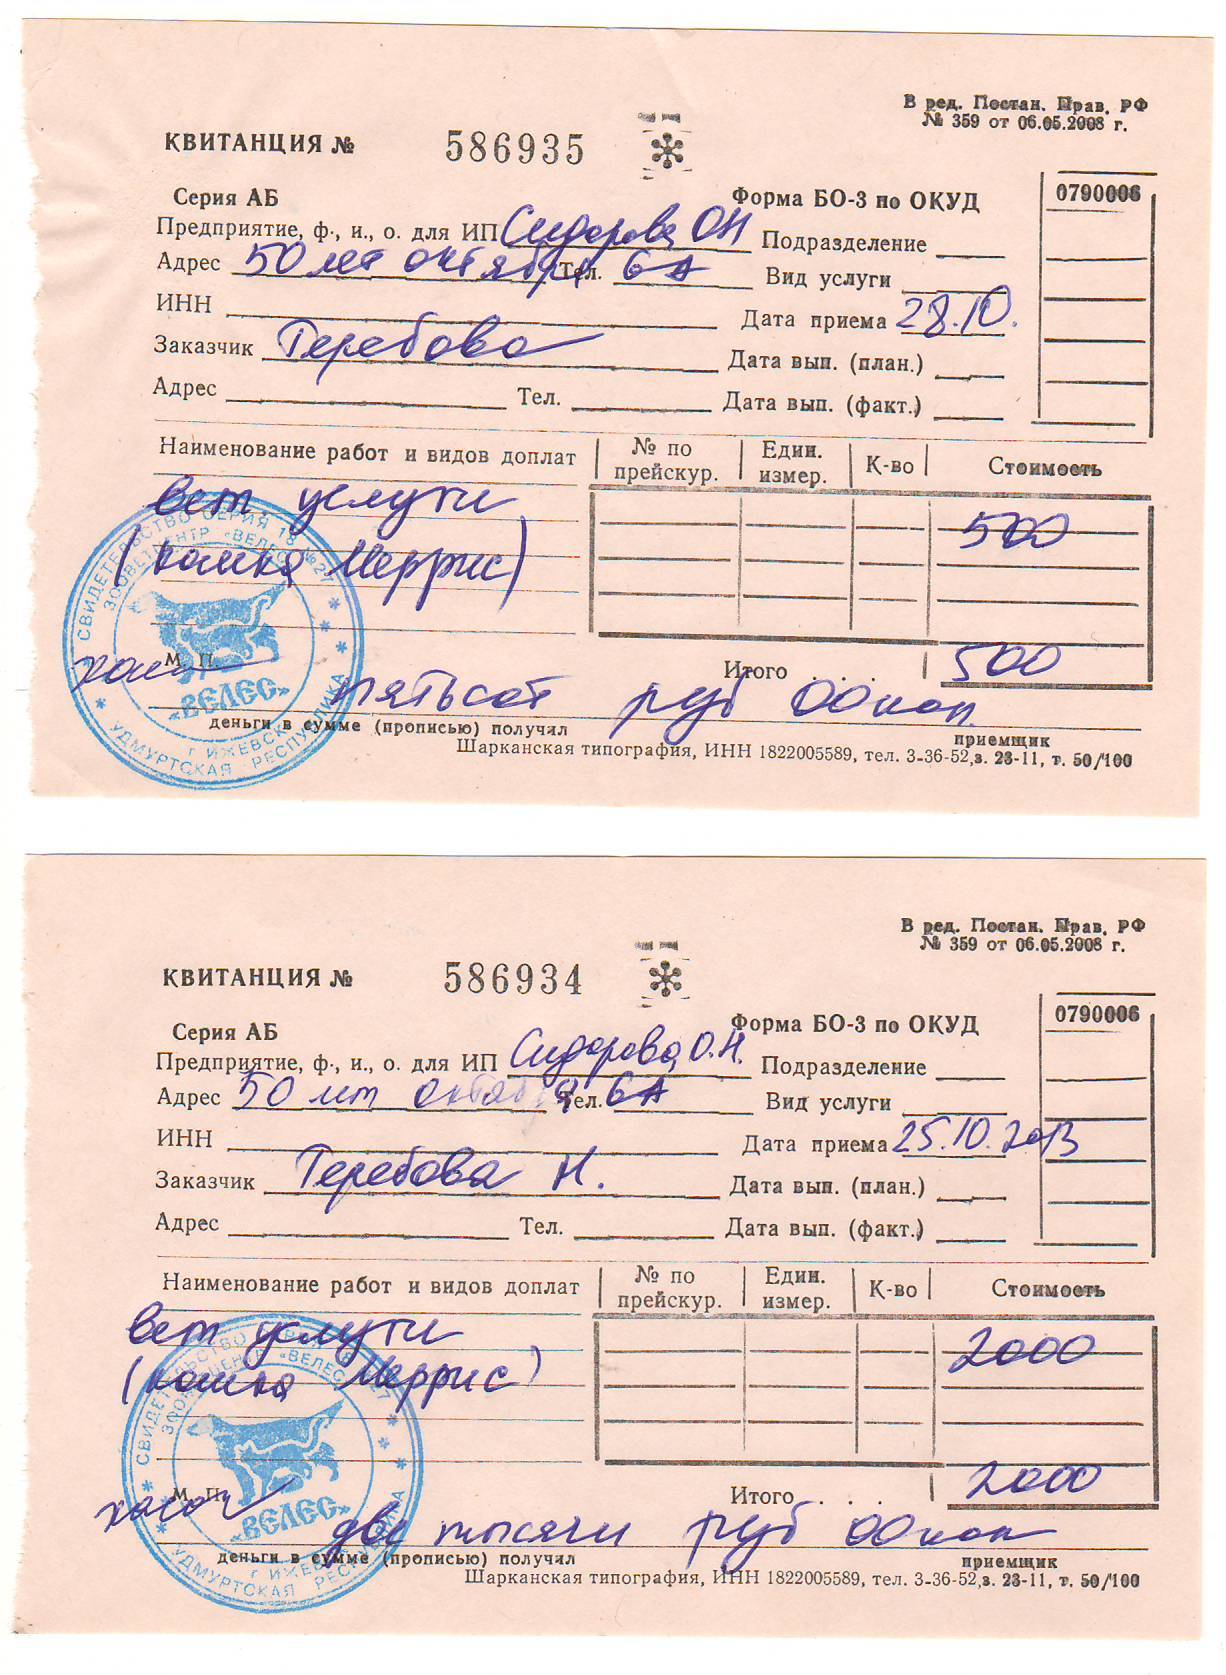 В ред. Постан. Прав. РФ
№ 359 от 06.05.2008 г.
КВИТАНЦИЯ № 586935
Серия АБ Форма БО-3 по ОКУД 0790006
Предприятие, ф., и., о. для ИП Сидорова О.Н Подразделение
Адрес 50 лет октября Тел. 6А Вид услуги
ИНН Дата приема 28.10.
Заказчик Теребова Дата вып. (план.)
Адрес Тел. Дата вып. (факт.)
Наименование работ и видов доплат № по прейскур. Един. измер. К-во Стоимость
вет. услуги 500
(кошка Меррис)
СВИДЕТЕЛЬСТВО СЕРИЯ 18 №27
ЗООВЕТЦЕНТР «ВЕЛЕС»
М. П. Итого . . . 500
«ВЕЛЕС»
пятьсот руб 00 коп.
деньги в сумме (прописью) получил приемщик
г ИЖЕВСК
УДМУРТСКАЯ РЕСПУБЛИКА
Шарканская типография, ИНН 1822005589, тел. 3-36-52,з. 23-11, т. 50/100
В ред. Постан. Прав. РФ
№ 359 от 06.05.2008 г.
КВИТАНЦИЯ № 586934
Серия АБ Форма БО-3 по ОКУД 0790006
Предприятие, ф., и., о. для ИП Сидорова О.Н. Подразделение
Адрес 50 лет октября Тел. 6А Вид услуги
ИНН Дата приема 25.10.2013
Заказчик Теребова Н. Дата вып. (план.)
Адрес Тел. Дата вып. (факт.)
Наименование работ и видов доплат № по прейскур. Един. измер. К-во Стоимость
вет услуги 2000
(кошка Меррис)
М. П. Итого . . . 2000
«ВЕЛЕС»
две тысячи руб 00 коп
деньги в сумме (прописью) получил приемщик
УДМУРТСКАЯ РЕСПУБЛИКА
Шарканская типография, ИНН 1822005589, тел. 3-36-52,з. 23-11, т. 50/100